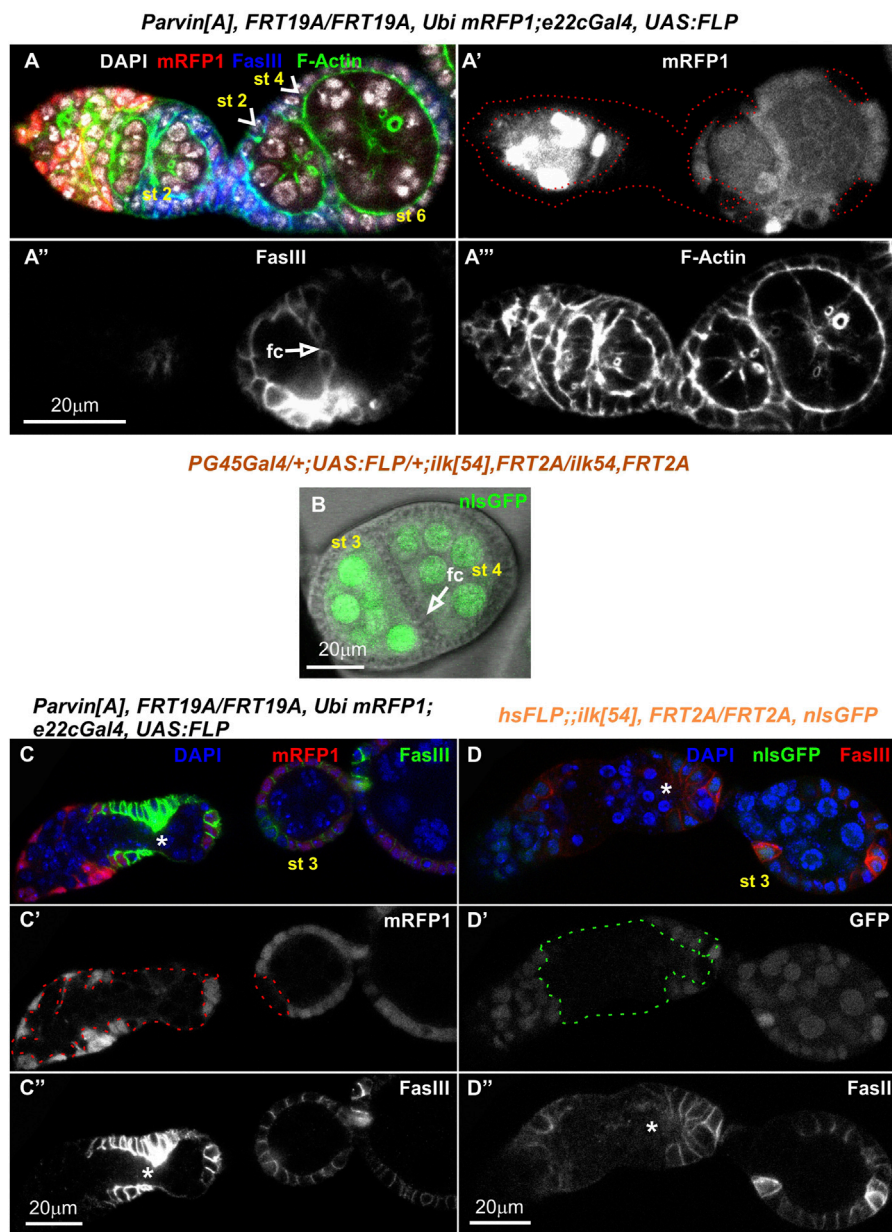 Parvin[A], FRT19A/FRT19A, Ubi mRFP1;e22cGal4, UAS:FLP
A DAPI mRFP1 FasIII F-Actin
st 4
st 2
st 2
st 6
A' mRFP1
A'' FasIII
fc
20µm
A''' F-Actin
PG45Gal4/+;UAS:FLP/+;ilk[54],FRT2A/ilk54,FRT2A
B nlsGFP
st 3
fc
st 4
20µm
Parvin[A], FRT19A/FRT19A, Ubi mRFP1;
e22cGal4, UAS:FLP
hsFLP;;ilk[54], FRT2A/FRT2A, nlsGFP
C DAPI mRFP1 FasIII
*
st 3
D DAPI nlsGFP FasIII
*
st 3
C' mRFP1
D' GFP
C'' FasIII
*
20µm
D'' FasII
*
20µm